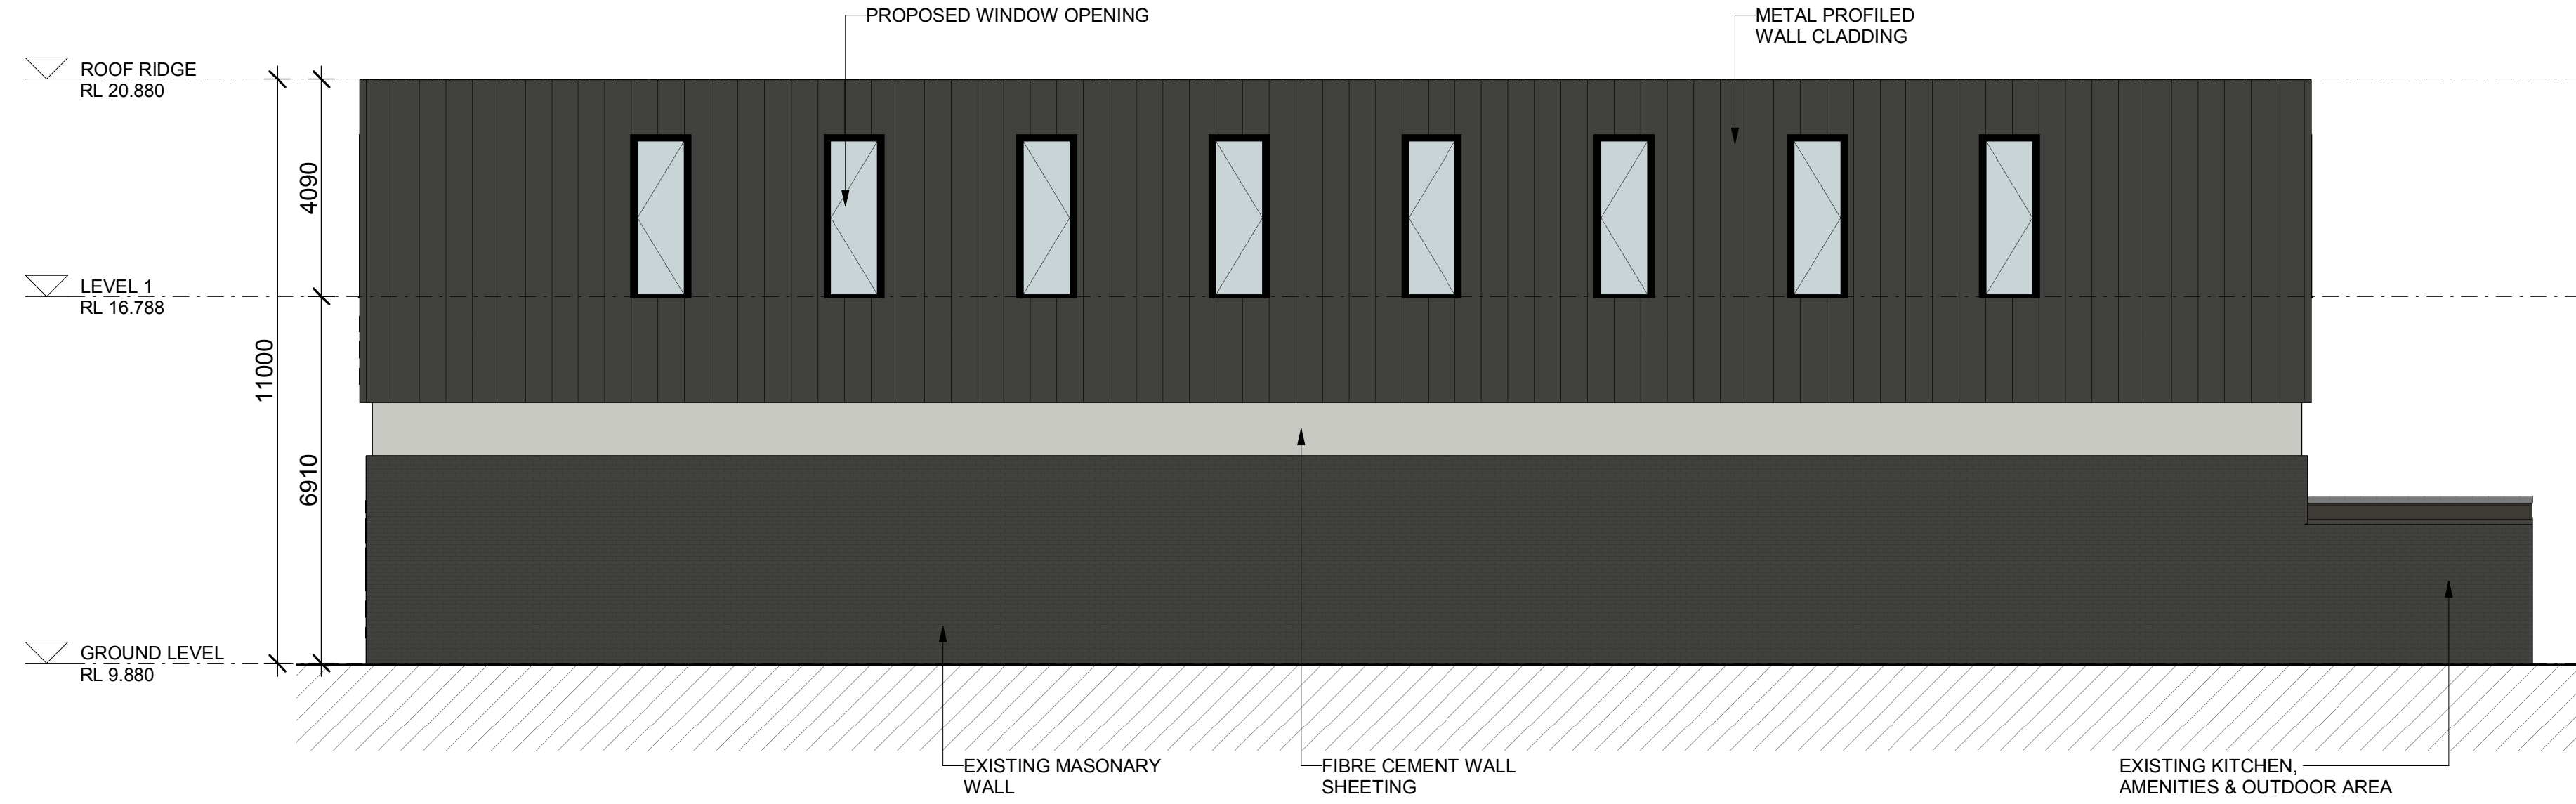 PROPOSED WINDOW OPENING
METAL PROFILED
WALL CLADDING
ROOF RIDGE
RL 20.880
4090
LEVEL 1
RL 16.788
11000
6910
GROUND LEVEL
RL 9.880
EXISTING MASONARY
WALL
FIBRE CEMENT WALL
SHEETING
EXISTING KITCHEN,
AMENITIES & OUTDOOR AREA